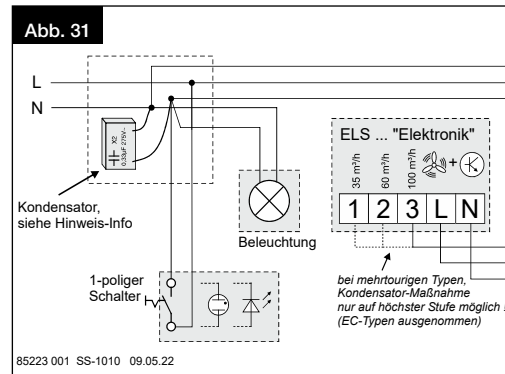 Abb. 31
L
N
X2
0,33µF 275V~
Kondensator,
siehe Hinweis-Info
Beleuchtung
1-poliger
Schalter
ELS ... "Elektronik"
35 m³/h
60 m³/h
100 m³/h
+
1 2 3 L N
bei mehrtourigen Typen,
Kondensator-Maßnahme
nur auf höchster Stufe möglich !
(EC-Typen ausgenommen)
85223 001 SS-1010 09.05.22